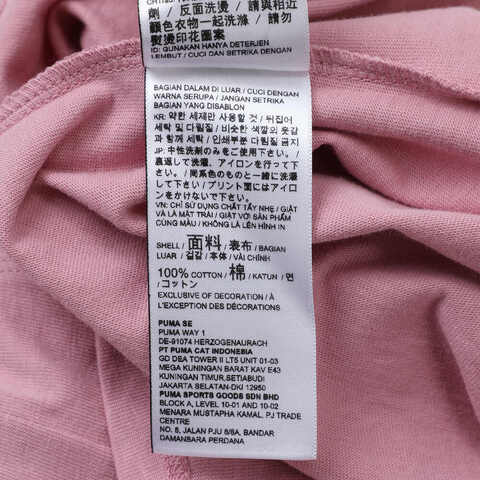 劑 / 反面洗燙 / 請與相近
顏色衣物一起洗滌 / 請勿
熨燙印花圖案
ID: GUNAKAN HANYA DETERJEN
LEMBUT / CUCI DAN SETRIKA DENGAN
BAGIAN DALAM DI LUAR / CUCI DENGAN
WARNA SERUPA / JANGAN SETRIKA
BAGIAN YANG DISABLON
KR: 약한 세제만 사용할 것 / 뒤집어
세탁 및 다림질 / 비슷한 색깔의 옷감
과 함께 세탁 / 인쇄부분 다림질 금지
JP: 中性洗剤のみをご使用下さい。/
裏返して洗濯、アイロンを行って下さ
い。/ 同系色のものと一緒に洗濯
して下さい / プリント面にはアイロ
ンをかけないで下さい。
VN: CHỈ SỬ DỤNG CHẤT TẨY NHẸ / GIẶT
VÀ LÀ MẶT TRÁI / GIẶT VỚI SẢN PHẨM
CÙNG MÀU / KHÔNG LÀ LÊN HÌNH IN
SHELL / 面料 / 表布 / BAGIAN
LUAR / 겉감 / 本体 / VẢI CHÍNH
100% COTTON / 棉 / KATUN / 면
/ コットン
EXCLUSIVE OF DECORATION / À
L'EXCEPTION DES DÉCORATIONS
PUMA SE
PUMA WAY 1
DE-91074 HERZOGENAURACH
PT PUMA CAT INDONESIA
GD DEA TOWER II LT5 UNIT 01-03
MEGA KUNINGAN BARAT KAV E43
KUNINGAN TIMUR, SETIABUDI
JAKARTA SELATAN-DKI 12950
PUMA SPORTS GOODS SDN BHD
BLOCK A, LEVEL 10-01 AND 10-02
MENARA MUSTAPHA KAMAL, PJ TRADE
CENTRE
NO. 8, JALAN PJU 8/8A, BANDAR
DAMANSARA PERDANA